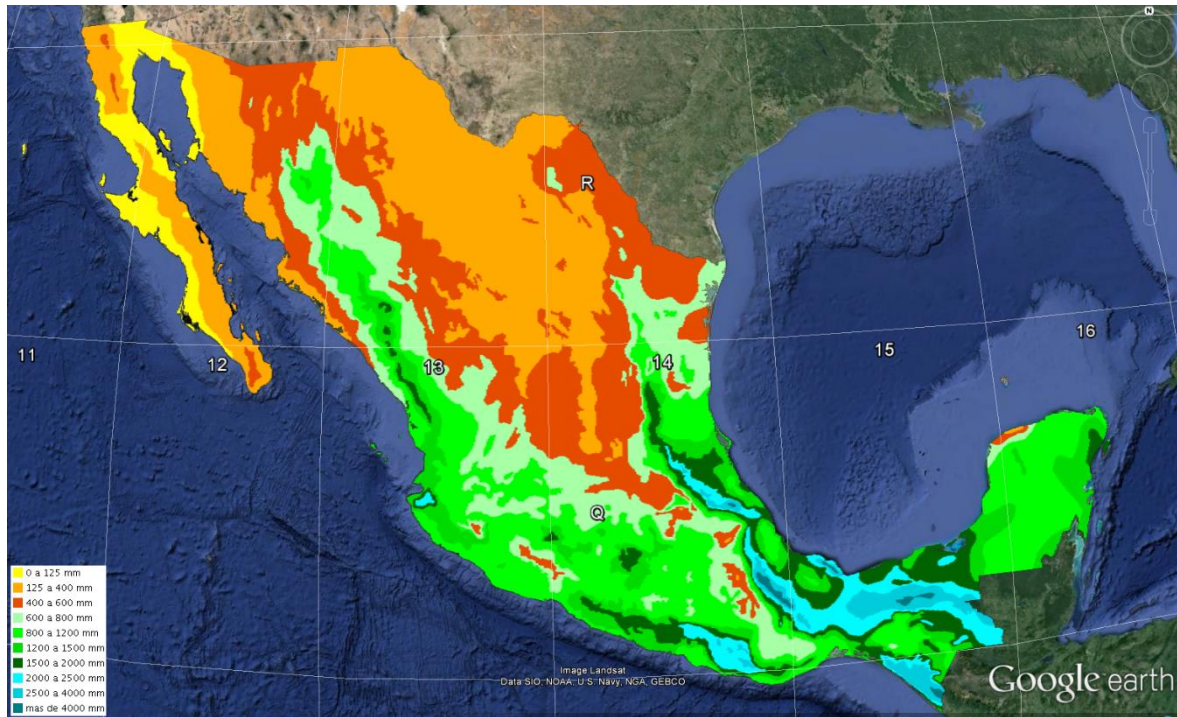 N
R
11
12
13
14
15
16
Q
0 a 125 mm
125 a 400 mm
400 a 600 mm
600 a 800 mm
800 a 1200 mm
1200 a 1500 mm
1500 a 2000 mm
2000 a 2500 mm
2500 a 4000 mm
mas de 4000 mm
Image Landsat
Data SIO, NOAA, U.S. Navy, NGA, GEBCO
Google earth